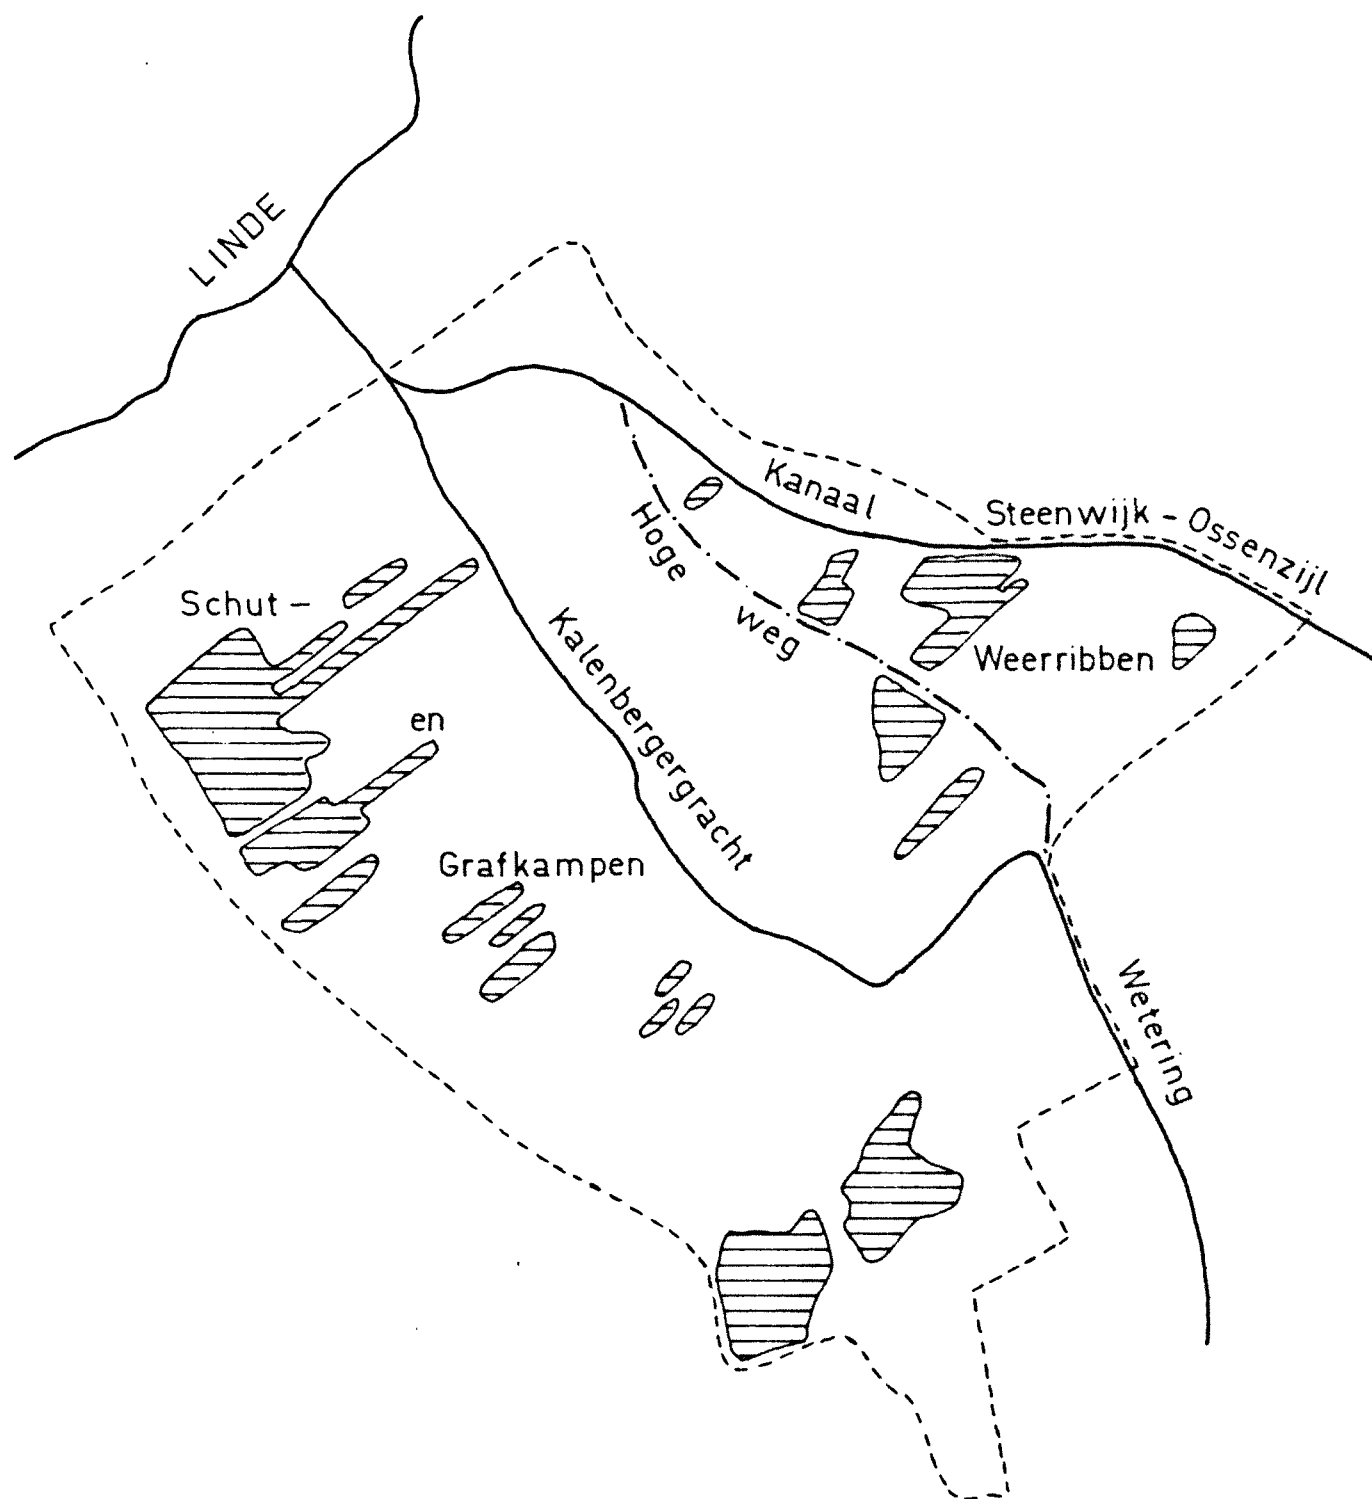 LINDE
Kanaal
Steenwijk - Ossenzijl
Hoge
weg
Schut -
Kalenbergergracht
Weerribben
en
Grafkampen
Wetering